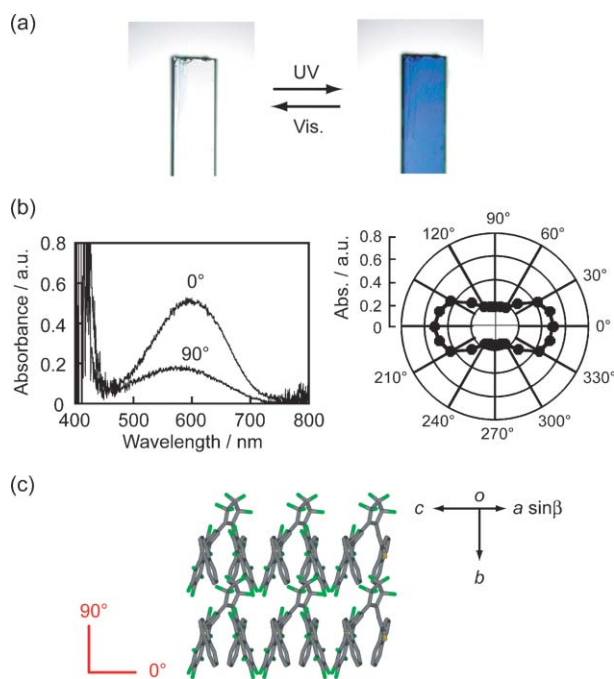 (a)
UV
Vis.
(b)
0.8
0.6
0.4
0.2
0
400 500 600 700 800
Absorbance / a.u.
Wavelength / nm
0°
90°
Abs. / a.u.
0.8
0.6
0.4
0.2
0
90°
120° 60°
30°
0°
210° 330°
240° 300°
270°
(c)
90°
0°
o
c a sinβ
b